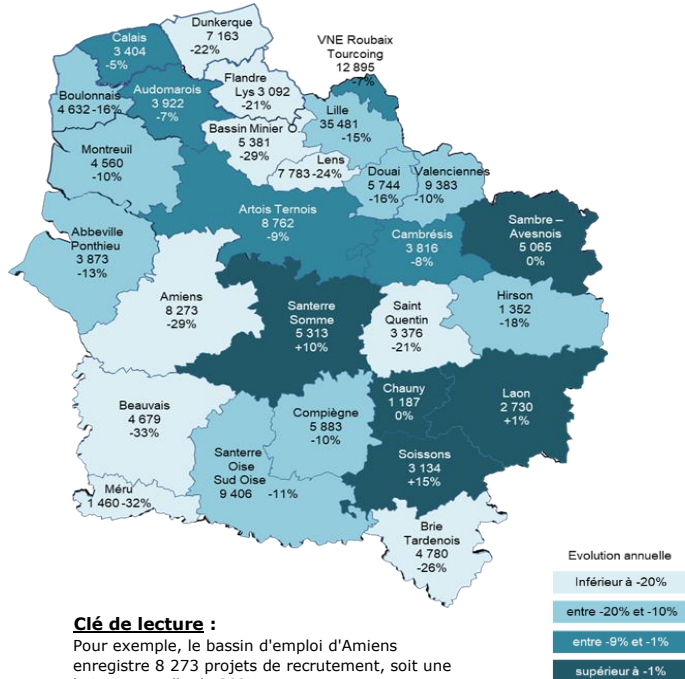 Dunkerque
7 163
-22%
Calais
3 404
-5%
VNE Roubaix
Tourcoing
12 895
-7%
Flandre
Lys 3 092
-21%
Audomarois
3 922
-7%
Boulonnais
4 632 -16%
Lille
35 481
-15%
Bassin Minier O
5 381
-29%
Montreuil
4 560
-10%
Lens
7 783 -24%
Douai
5 744
-16%
Valenciennes
9 383
-10%
Artois Ternois
8 762
-9%
Cambrésis
3 816
-8%
Sambre –
Avesnois
5 065
0%
Abbeville
Ponthieu
3 873
-13%
Amiens
8 273
-29%
Santerre
Somme
5 313
+10%
Saint
Quentin
3 376
-21%
Hirson
1 352
-18%
Beauvais
4 679
-33%
Compiègne
5 883
-10%
Chauny
1 187
0%
Laon
2 730
+1%
Santerre
Oise
Sud Oise
9 406 -11%
Soissons
3 134
+15%
Méru
1 460 -32%
Brie
Tardenois
4 780
-26%
Evolution annuelle
Inférieur à -20%
entre -20% et -10%
entre -9% et -1%
supérieur à -1%
Clé de lecture :
Pour exemple, le bassin d'emploi d'Amiens
enregistre 8 273 projets de recrutement, soit une